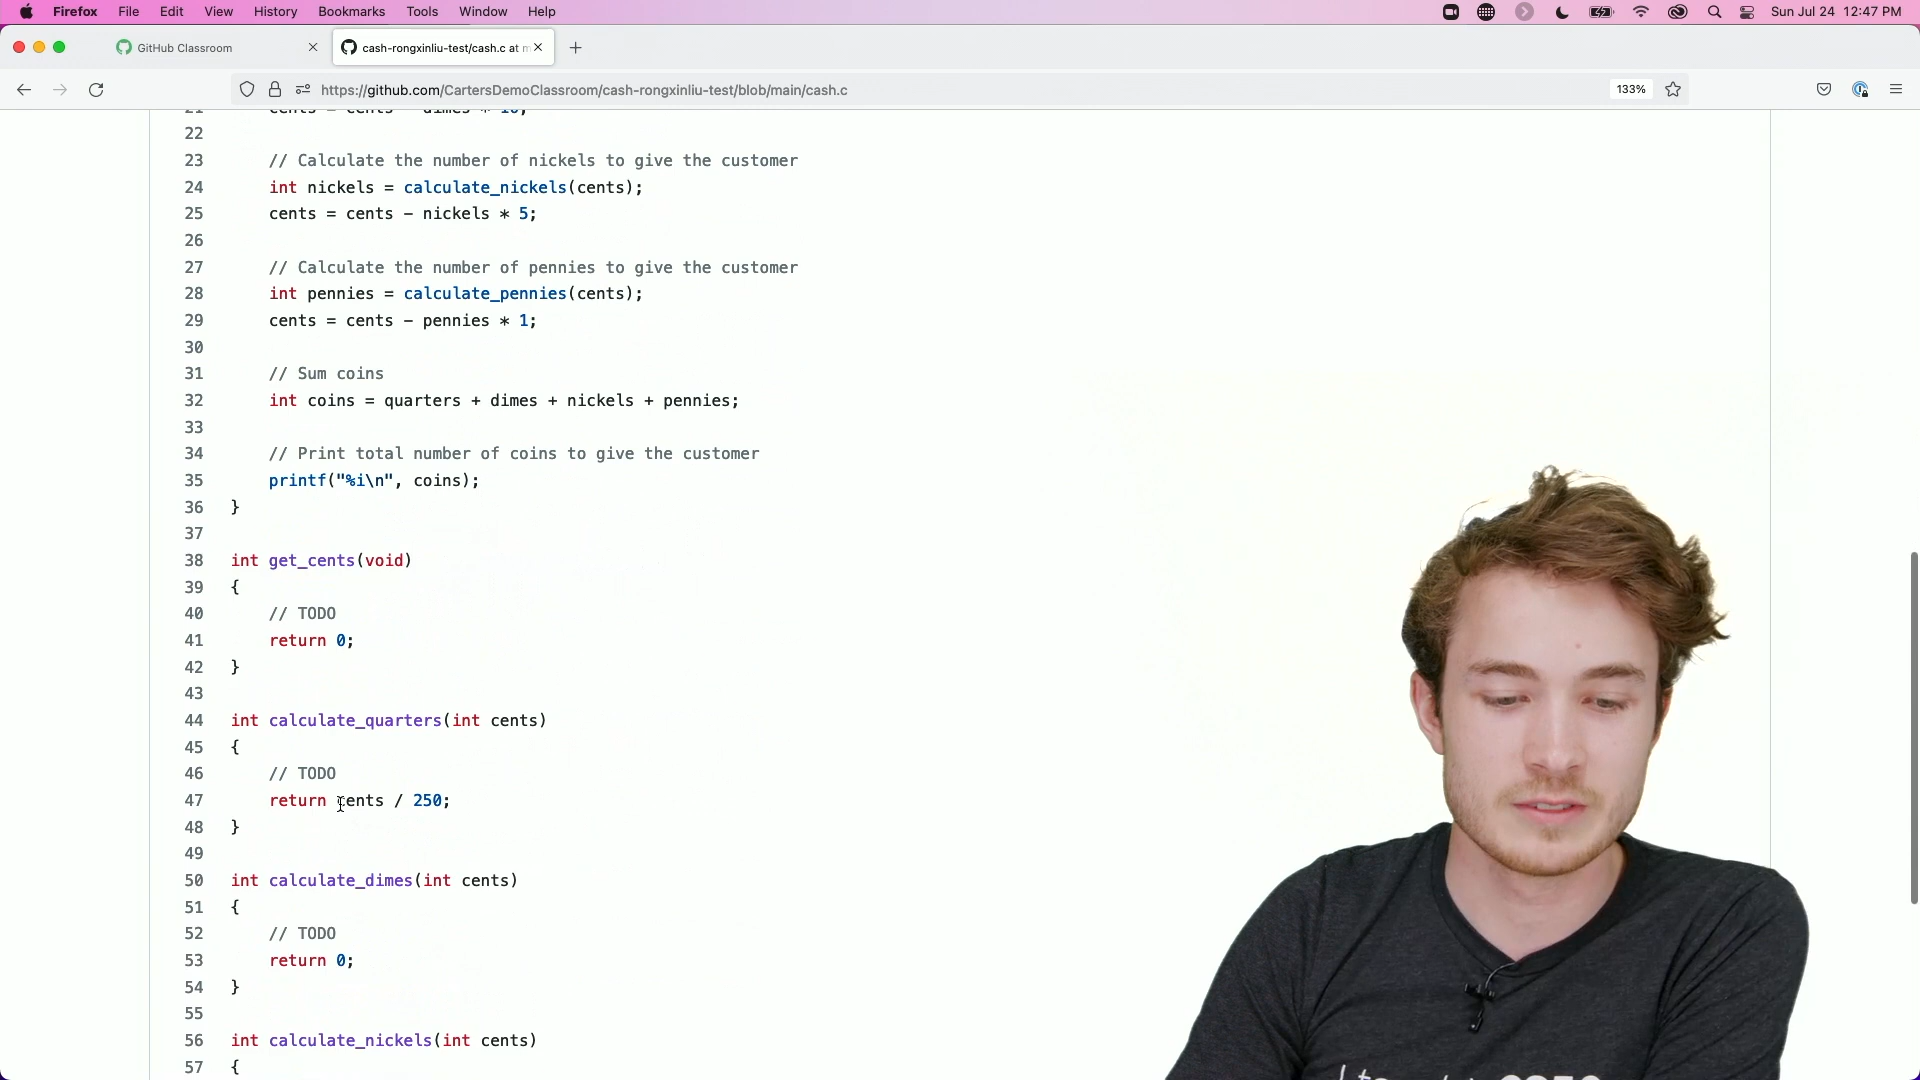 Firefox File Edit View History Bookmarks Tools Window Help Sun Jul 24 12:47 PM
GitHub Classroom cash-rongxinliu-test/cash.c at m
https://github.com/CartersDemoClassroom/cash-rongxinliu-test/blob/main/cash.c 133%
21 cents = cents - dimes * 10;
22
23 // Calculate the number of nickels to give the customer
24 int nickels = calculate_nickels(cents);
25 cents = cents - nickels * 5;
26
27 // Calculate the number of pennies to give the customer
28 int pennies = calculate_pennies(cents);
29 cents = cents - pennies * 1;
30
31 // Sum coins
32 int coins = quarters + dimes + nickels + pennies;
33
34 // Print total number of coins to give the customer
35 printf("%i\n", coins);
36 }
37
38 int get_cents(void)
39 {
40 // TODO
41 return 0;
42 }
43
44 int calculate_quarters(int cents)
45 {
46 // TODO
47 return cents / 250;
48 }
49
50 int calculate_dimes(int cents)
51 {
52 // TODO
53 return 0;
54 }
55
56 int calculate_nickels(int cents)
57 {